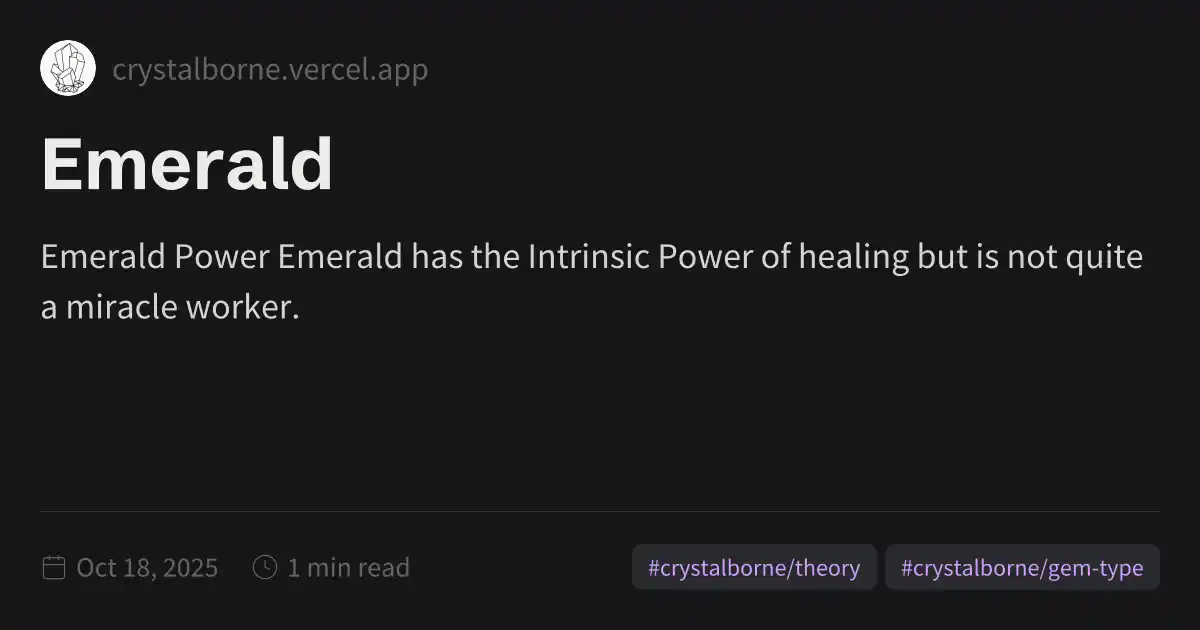 crystalborne.vercel.app
Emerald
Emerald Power Emerald has the Intrinsic Power of healing but is not quite
a miracle worker.
Oct 18, 2025
1 min read
#crystalborne/theory
#crystalborne/gem-type